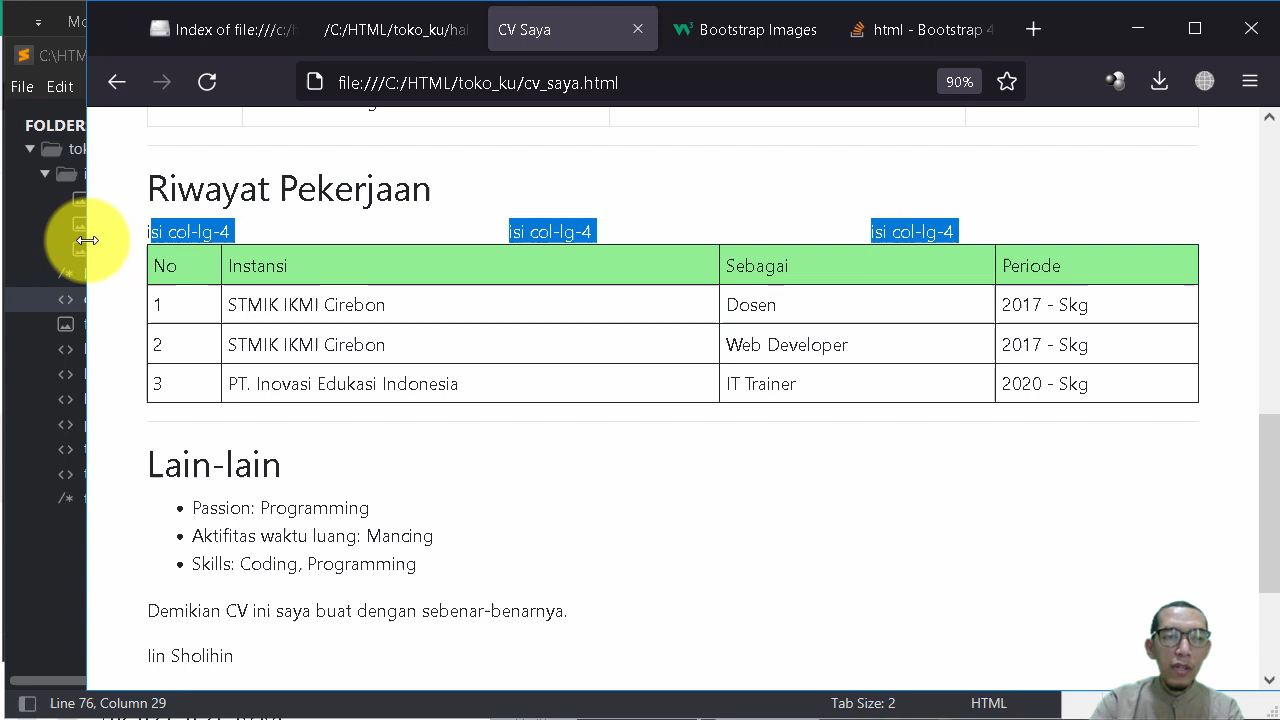 Index of file:///c:/h
/C:/HTML/toko_ku/hal
CV Saya
Bootstrap Images
html - Bootstrap 4
C:\HTM
File Edit
file:///C:/HTML/toko_ku/cv_saya.html
90%
FOLDERS
Riwayat Pekerjaan
isi col-lg-4 isi col-lg-4 isi col-lg-4
No Instansi Sebagai Periode
1 STMIK IKMI Cirebon Dosen 2017 - Skg
2 STMIK IKMI Cirebon Web Developer 2017 - Skg
3 PT. Inovasi Edukasi Indonesia IT Trainer 2020 - Skg
Lain-lain
Passion: Programming
Aktifitas waktu luang: Mancing
Skills: Coding, Programming
Demikian CV ini saya buat dengan sebenar-benarnya.
Iin Sholihin
Line 76, Column 29
Tab Size: 2
HTML